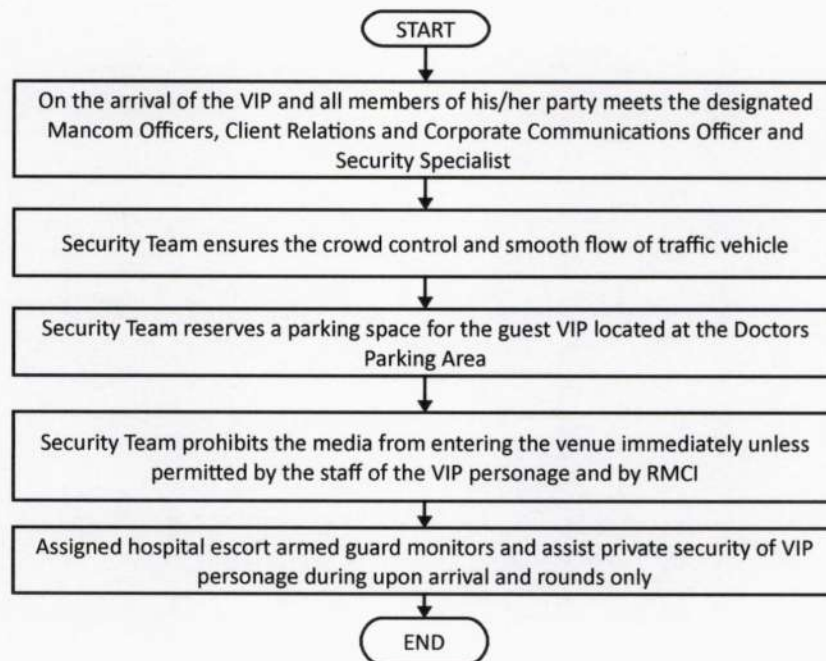 START
On the arrival of the VIP and all members of his/her party meets the designated
Mancom Officers, Client Relations and Corporate Communications Officer and
Security Specialist
Security Team ensures the crowd control and smooth flow of traffic vehicle
Security Team reserves a parking space for the guest VIP located at the Doctors
Parking Area
Security Team prohibits the media from entering the venue immediately unless
permitted by the staff of the VIP personage and by RMCI
Assigned hospital escort armed guard monitors and assist private security of VIP
personage during upon arrival and rounds only
END